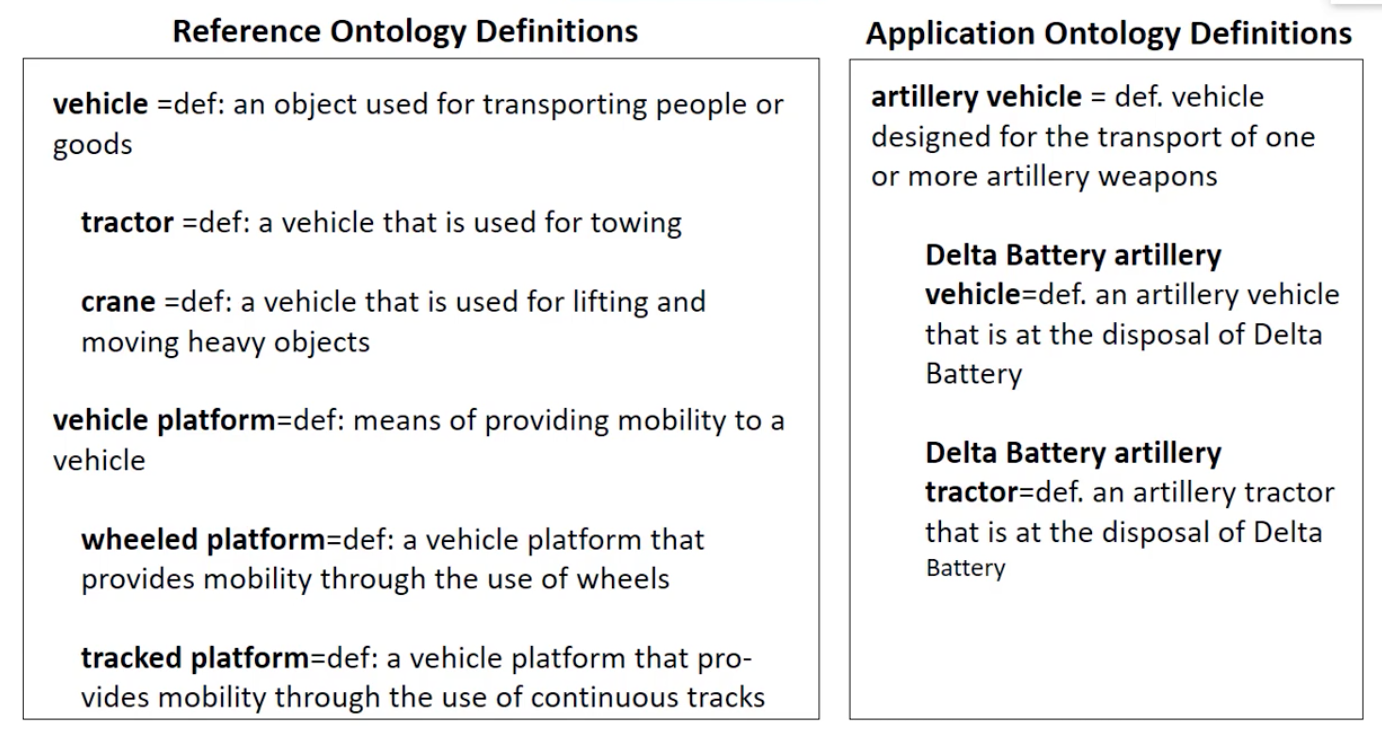 Reference Ontology Definitions
vehicle =def: an object used for transporting people or
goods
tractor =def: a vehicle that is used for towing
crane =def: a vehicle that is used for lifting and
moving heavy objects
vehicle platform=def: means of providing mobility to a
vehicle
wheeled platform=def: a vehicle platform that
provides mobility through the use of wheels
tracked platform=def: a vehicle platform that pro-
vides mobility through the use of continuous tracks
Application Ontology Definitions
artillery vehicle = def. vehicle
designed for the transport of one
or more artillery weapons
Delta Battery artillery
vehicle=def. an artillery vehicle
that is at the disposal of Delta
Battery
Delta Battery artillery
tractor=def. an artillery tractor
that is at the disposal of Delta
Battery